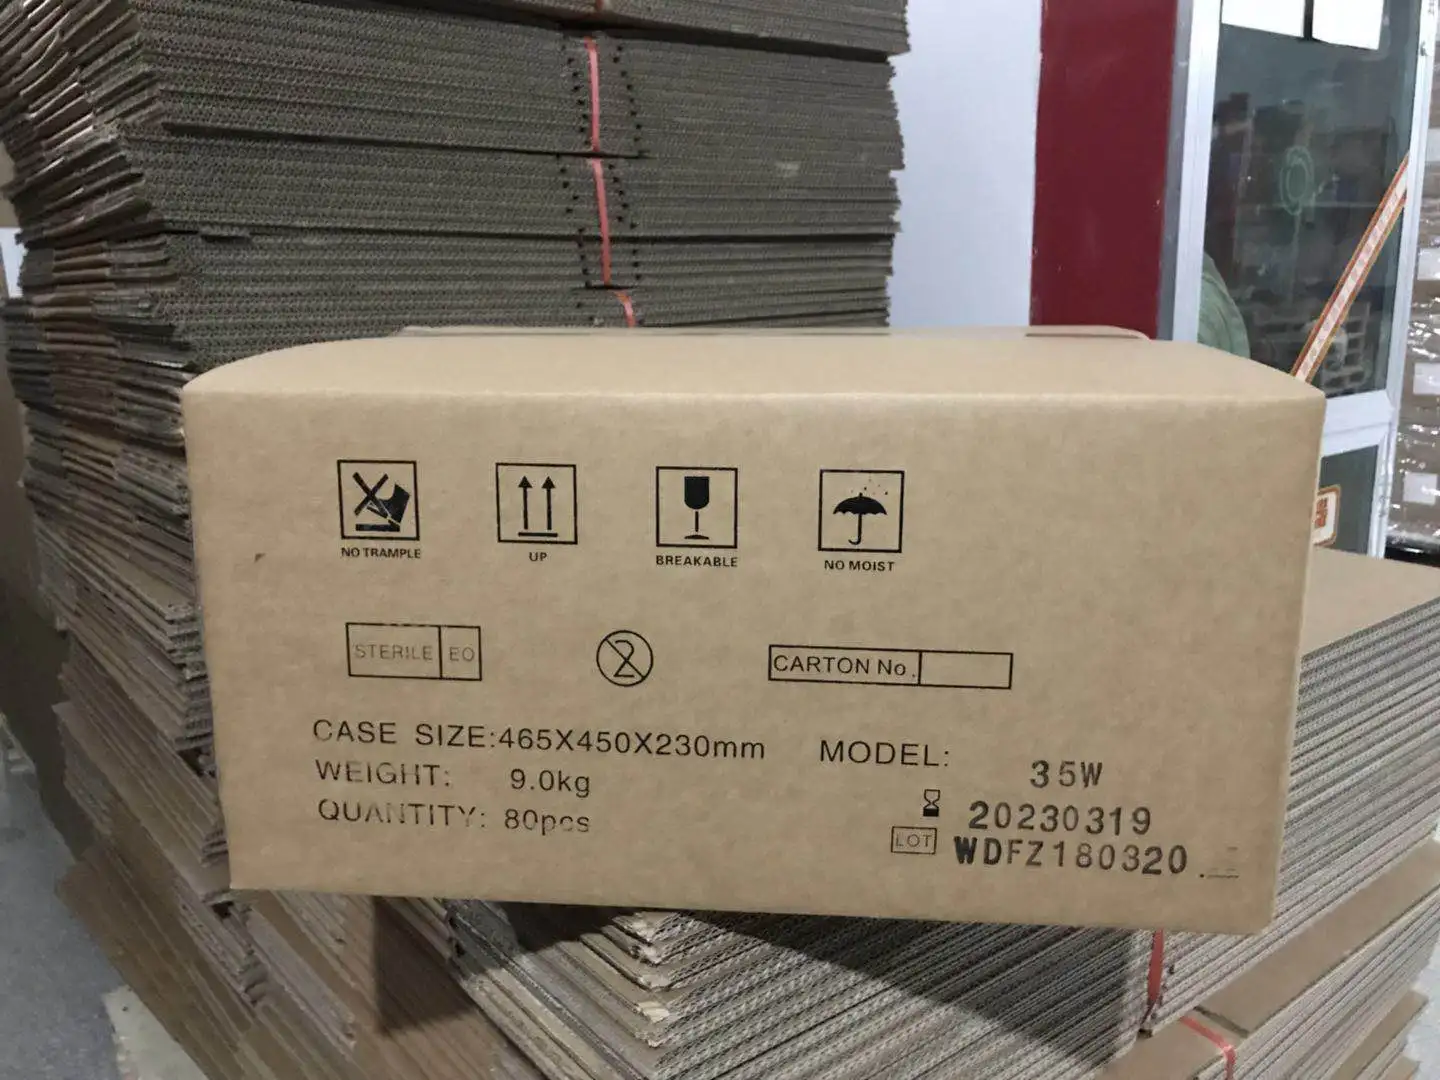 NO TRAMPLE
UP
BREAKABLE
NO MOIST
STERILE EO
2
CARTON No.
CASE SIZE:465X450X230mm
WEIGHT: 9.0kg
QUANTITY: 80pcs
MODEL: 35W
20230319
LOT WDFZ180320